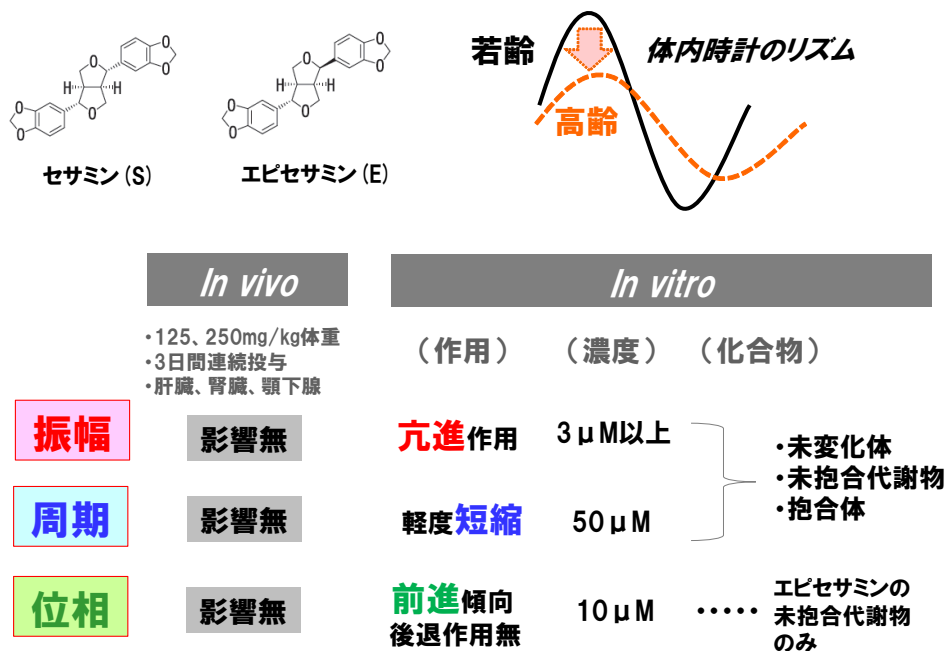 若齢
体内時計のリズム
高齢
セサミン(S)
エピセサミン(E)
In vivo
In vitro
・125、250mg/kg体重
・3日間連続投与
・肝臓、腎臓、顎下腺
(作用)
(濃度)
(化合物)
振幅
影響無
亢進作用
3μM以上
・未変化体
・未抱合代謝物
・抱合体
周期
影響無
軽度短縮
50μM
位相
影響無
前進傾向
後退作用無
10μM
・・・・・
エピセサミンの
未抱合代謝物
のみ
O
O
O
O
H
H
O
O
O
O
H
H
O
O
O
O